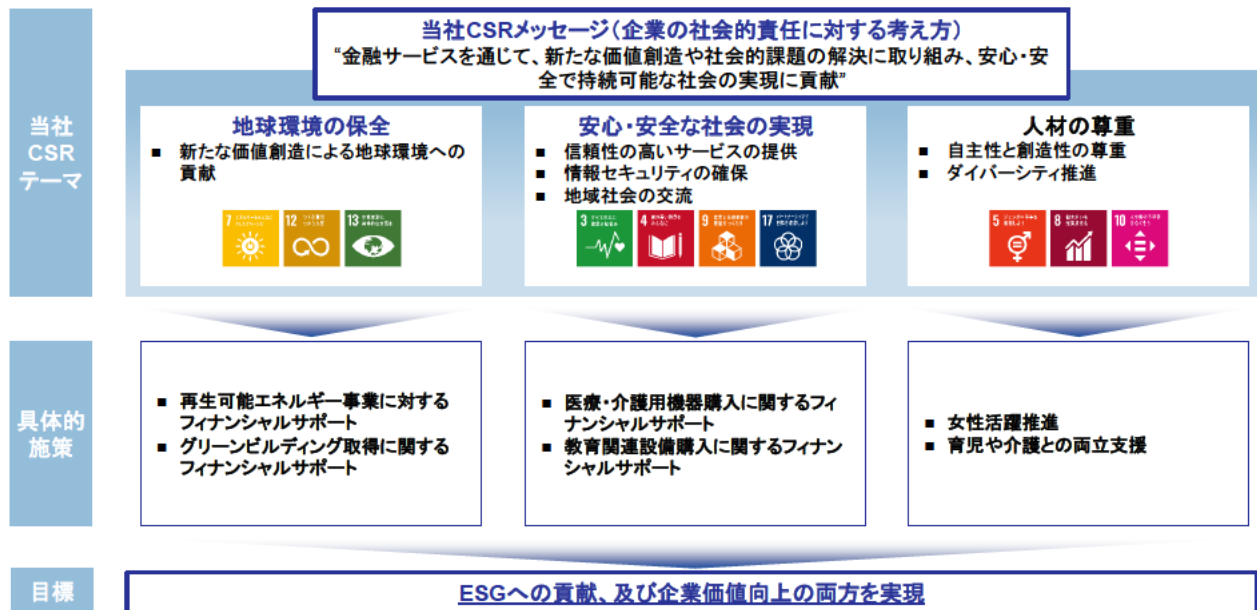 当社CSRメッセージ(企業の社会的責任に対する考え方)
“金融サービスを通じて、新たな価値創造や社会的課題の解決に取り組み、安心・安
全で持続可能な社会の実現に貢献”
当社
CSR
テーマ
地球環境の保全
■ 新たな価値創造による地球環境への
貢献
7
12
13
安心・安全な社会の実現
■ 信頼性の高いサービスの提供
■ 情報セキュリティの確保
■ 地域社会の交流
3
4
9
17
人材の尊重
■ 自主性と創造性の尊重
■ ダイバーシティ推進
5
8
10
具体的
施策
■ 再生可能エネルギー事業に対する
フィナンシャルサポート
■ グリーンビルディング取得に関する
フィナンシャルサポート
■ 医療・介護用機器購入に関するフィ
ナンシャルサポート
■ 教育関連設備購入に関するフィナン
シャルサポート
■ 女性活躍推進
■ 育児や介護との両立支援
目標
ESGへの貢献、及び企業価値向上の両方を実現